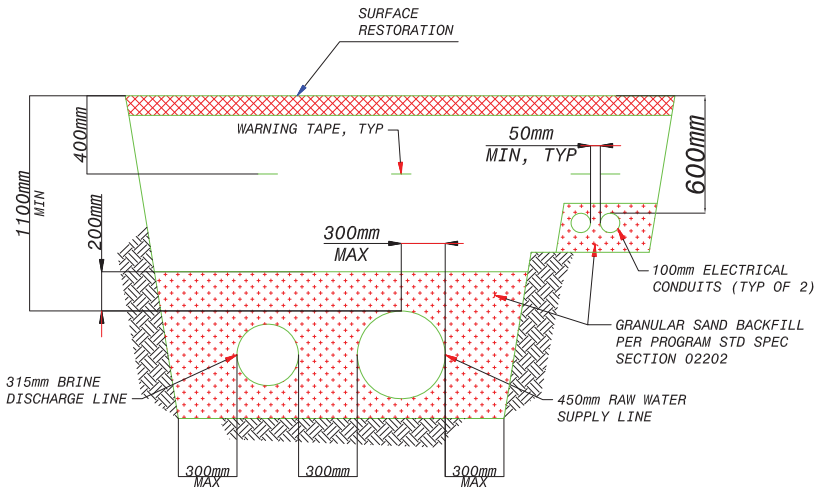 SURFACE
RESTORATION
WARNING TAPE, TYP
50mm
MIN, TYP
400mm
600mm
1100mm
MIN
200mm
300mm
MAX
100mm ELECTRICAL
CONDUITS (TYP OF 2)
GRANULAR SAND BACKFILL
PER PROGRAM STD SPEC
SECTION 02202
315mm BRINE
DISCHARGE LINE
450mm RAW WATER
SUPPLY LINE
300mm
MAX
300mm
300mm
MAX